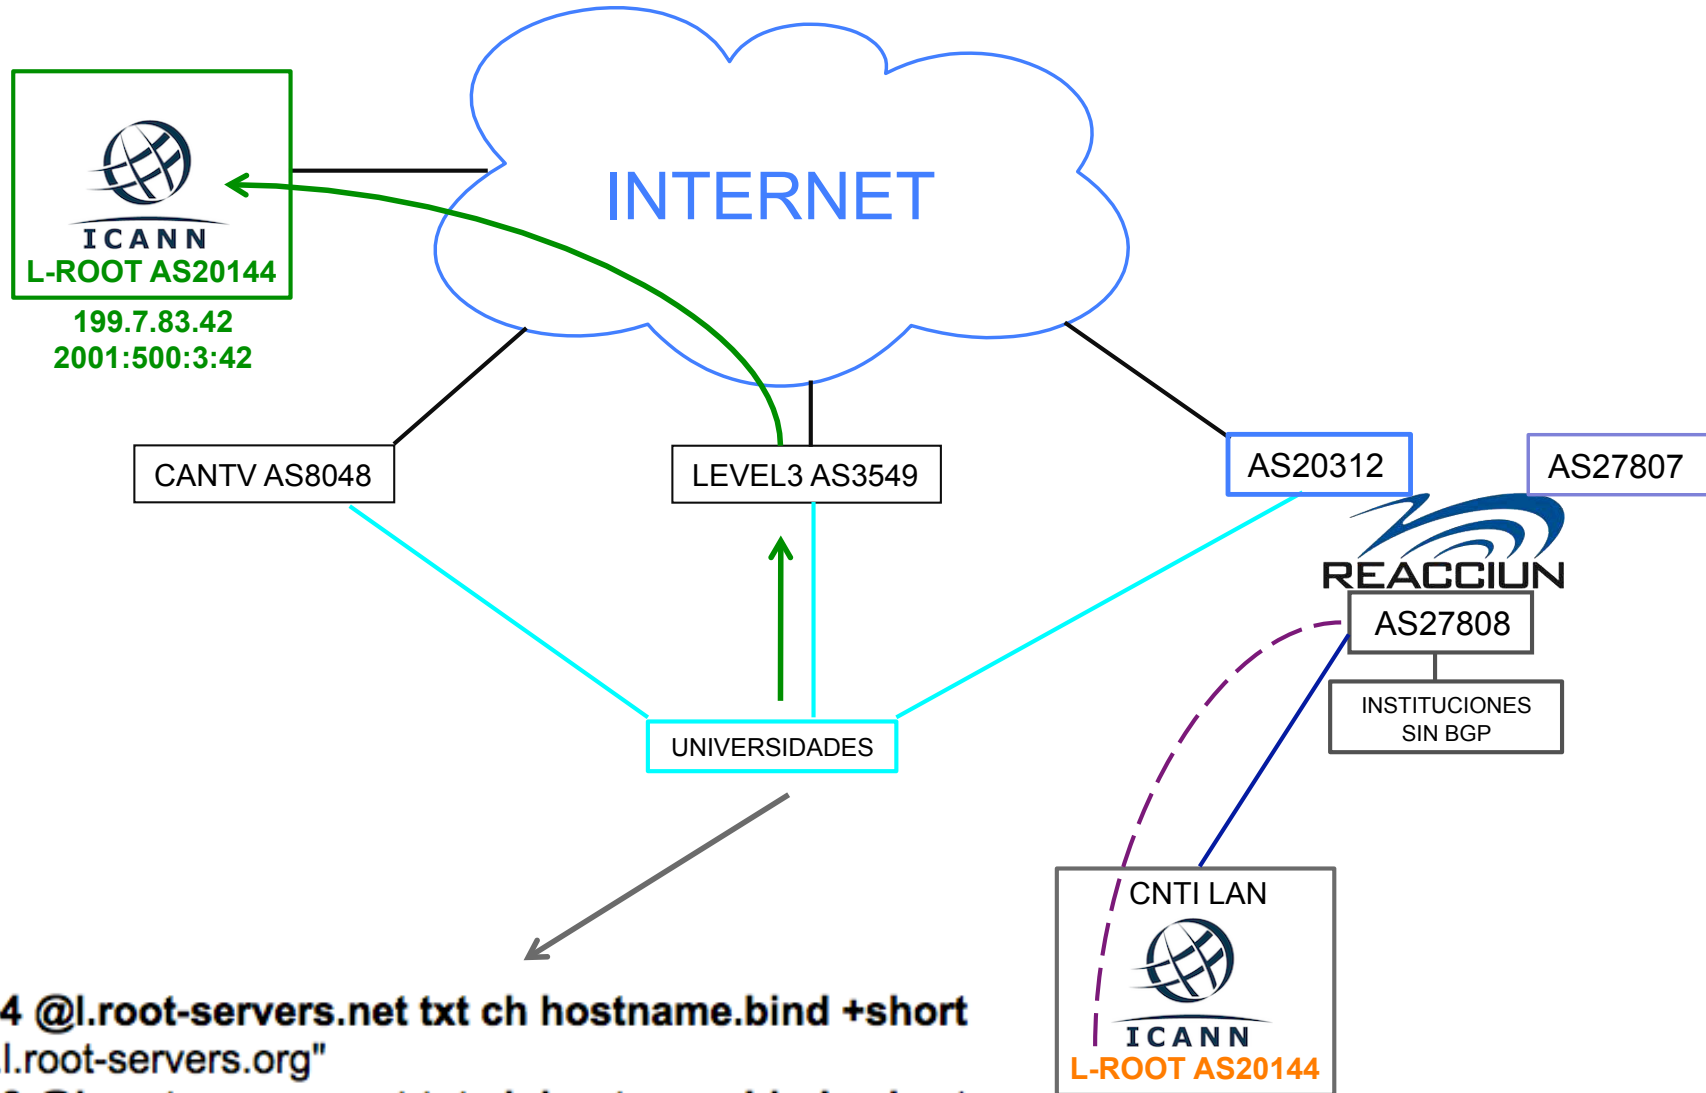 INTERNET
ICANN
L-ROOT AS20144
199.7.83.42
2001:500:3:42
CANTV AS8048
LEVEL3 AS3549
AS20312
AS27807
REACCIUN
AS27808
INSTITUCIONES
SIN BGP
UNIVERSIDADES
CNTI LAN
ICANN
L-ROOT AS20144
4 @l.root-servers.net txt ch hostname.bind +short
l.root-servers.org"